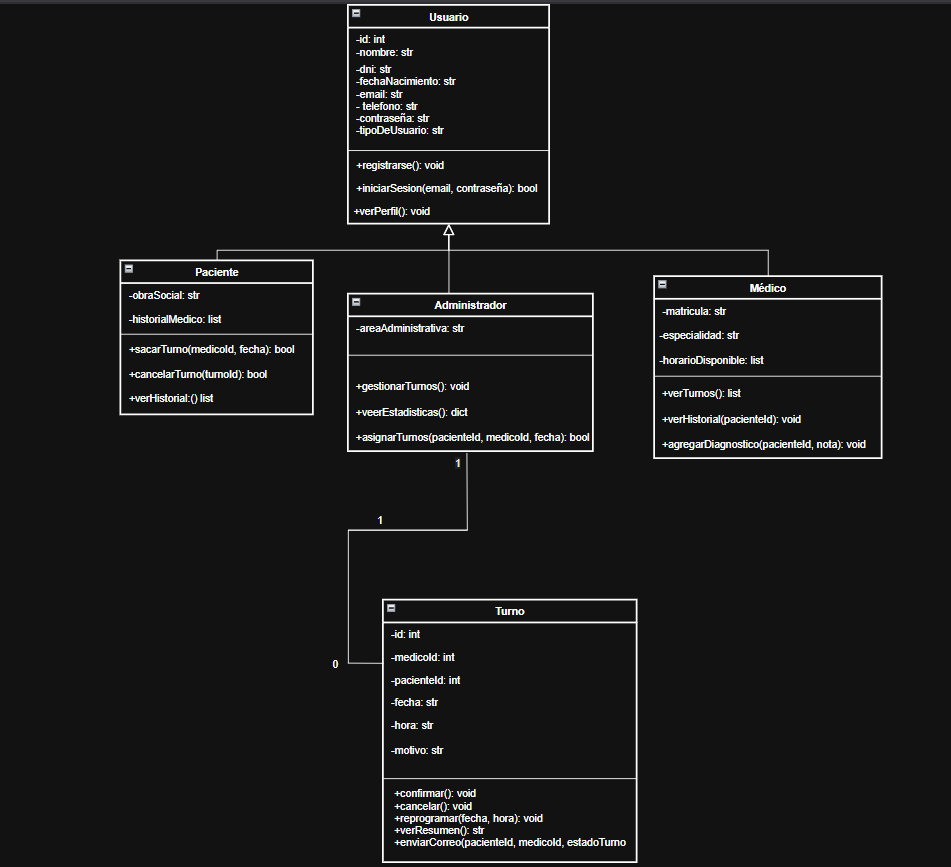 Usuario
-id: int
-nombre: str
-dni: str
-fechaNacimiento: str
-email: str
- telefono: str
-contraseña: str
-tipoDeUsuario: str
+registrarse(): void
+iniciarSesion(email, contraseña): bool
+verPerfil(): void
Paciente
-obraSocial: str
-historialMedico: list
+sacarTurno(medicoId, fecha): bool
+cancelarTurno(turnoId): bool
+verHistorial:() list
Administrador
-areaAdministrativa: str
+gestionarTurnos(): void
+veerEstadisticas(): dict
+asignarTurnos(pacienteId, medicoId, fecha): bool
Médico
-matricula: str
-especialidad: str
-horarioDisponible: list
+verTurnos(): list
+verHistorial(pacienteId): void
+agregarDiagnostico(pacienteId, nota): void
1
1
0
Turno
-id: int
-medicoId: int
-pacienteId: int
-fecha: str
-hora: str
-motivo: str
+confirmar(): void
+cancelar(): void
+reprogramar(fecha, hora): void
+verResumen(): str
+enviarCorreo(pacienteId, medicoId, estadoTurno